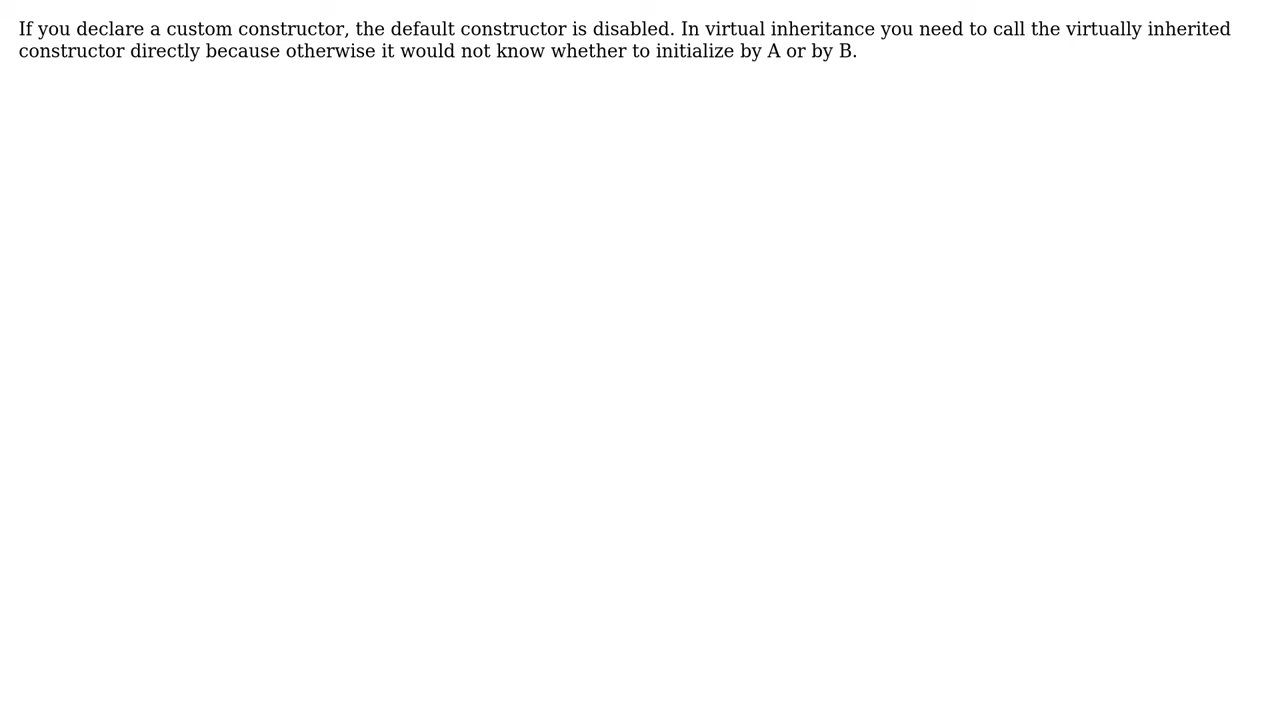 If you declare a custom constructor, the default constructor is disabled. In virtual inheritance you need to call the virtually inherited
constructor directly because otherwise it would not know whether to initialize by A or by B.